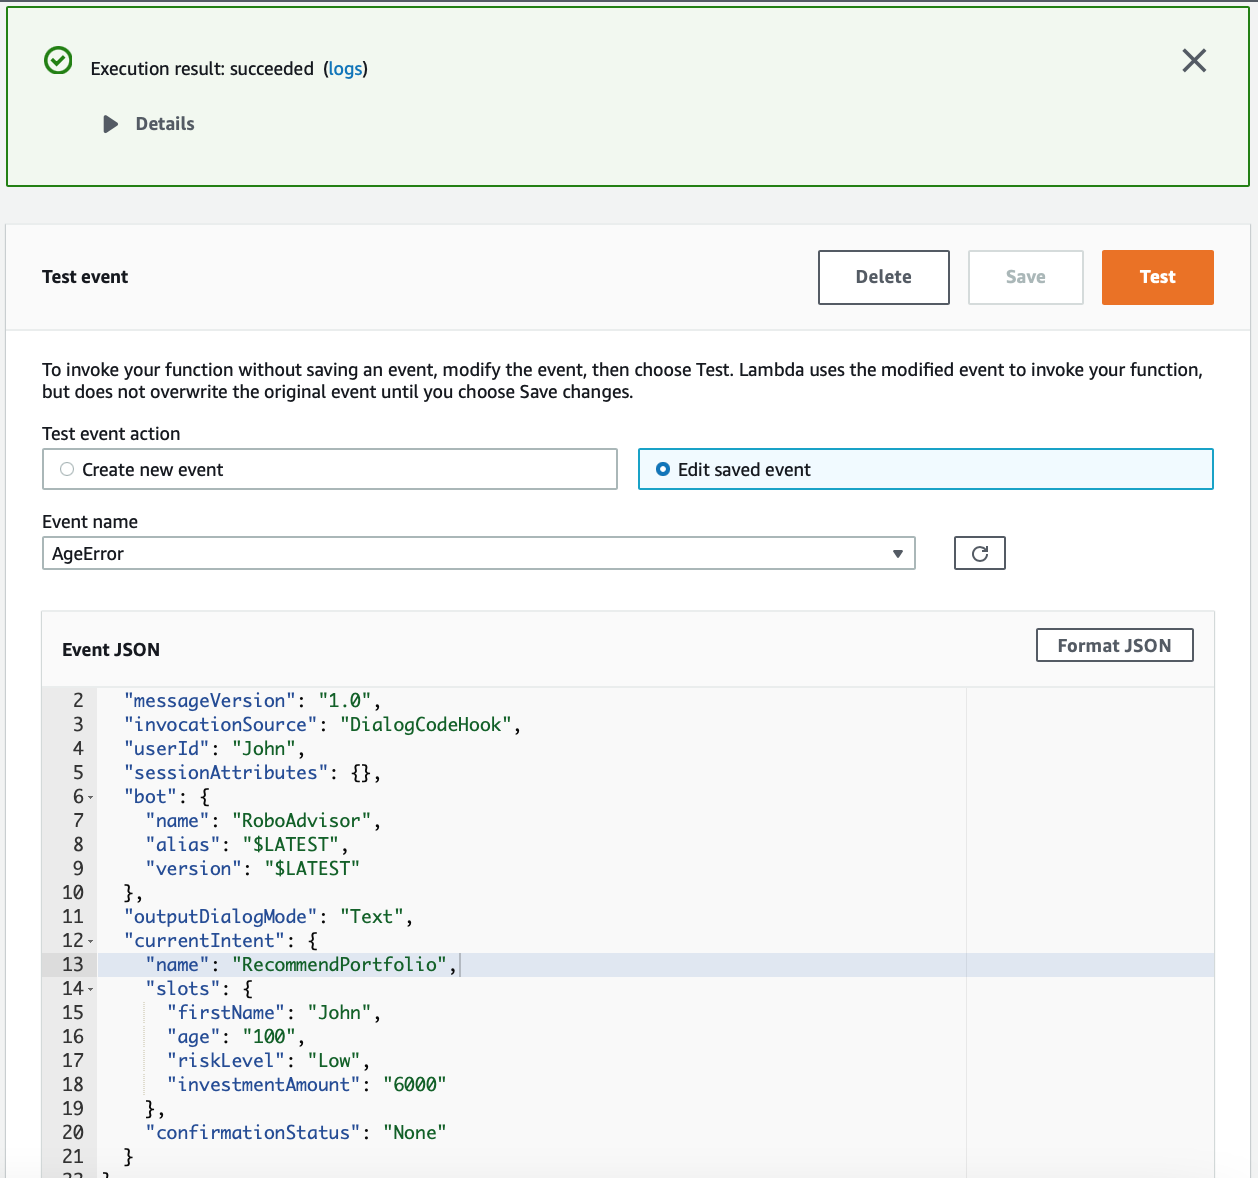 Execution result: succeeded (logs)
Details
Test event
Delete
Save
Test
To invoke your function without saving an event, modify the event, then choose Test. Lambda uses the modified event to invoke your function,
but does not overwrite the original event until you choose Save changes.
Test event action
Create new event
Edit saved event
Event name
AgeError
Event JSON
Format JSON
2 "messageVersion": "1.0",
3 "invocationSource": "DialogCodeHook",
4 "userId": "John",
5 "sessionAttributes": {},
6 "bot": {
7 "name": "RoboAdvisor",
8 "alias": "$LATEST",
9 "version": "$LATEST"
10 },
11 "outputDialogMode": "Text",
12 "currentIntent": {
13 "name": "RecommendPortfolio",
14 "slots": {
15 "firstName": "John",
16 "age": "100",
17 "riskLevel": "Low",
18 "investmentAmount": "6000"
19 },
20 "confirmationStatus": "None"
21 }